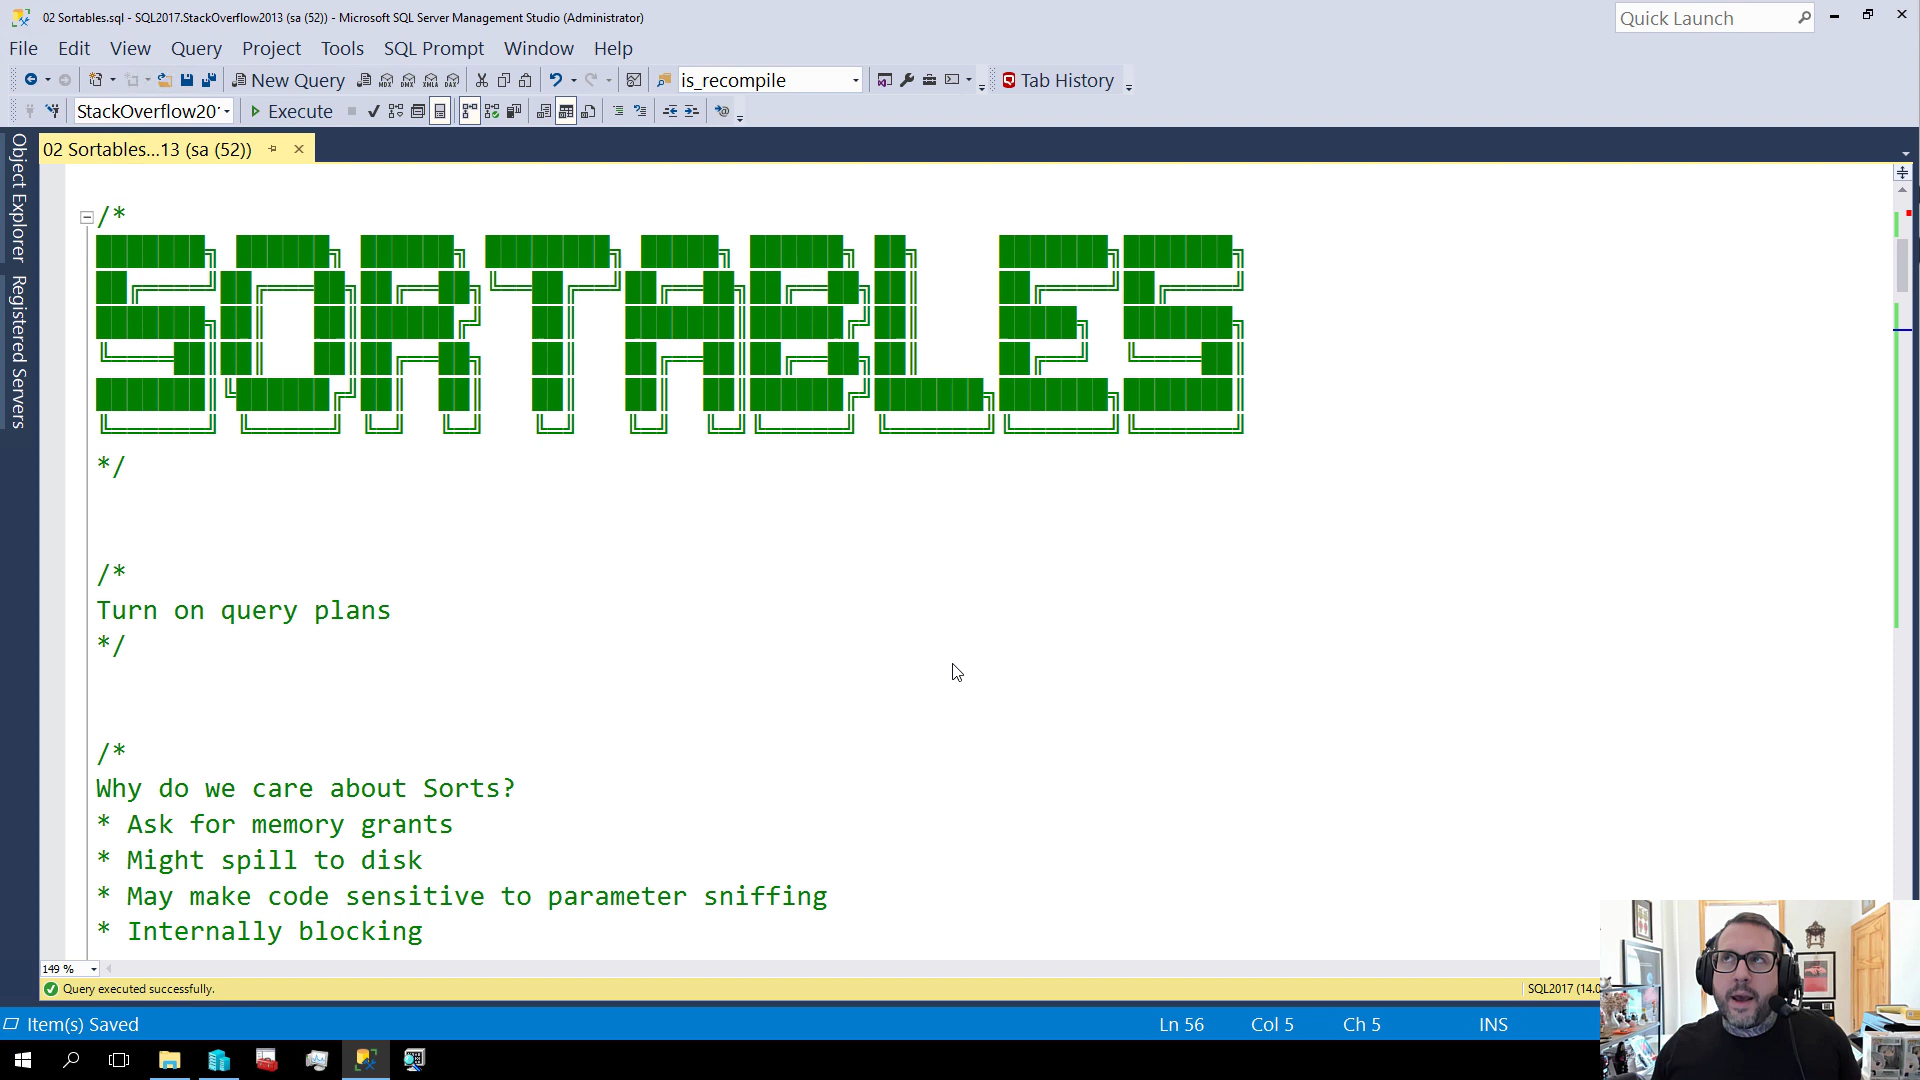 02 Sortables.sql - SQL2017.StackOverflow2013 (sa (52)) - Microsoft SQL Server Management Studio (Administrator)
Quick Launch
File Edit View Query Project Tools SQL Prompt Window Help
New Query
is_recompile
Tab History
StackOverflow20
Execute
02 Sortables...13 (sa (52))
Object Explorer
Registered Servers
/*
SORTABLES
*/
/*
Turn on query plans
*/
/*
Why do we care about Sorts?
* Ask for memory grants
* Might spill to disk
* May make code sensitive to parameter sniffing
* Internally blocking
149 %
Query executed successfully.
SQL2017 (14.0
Item(s) Saved
Ln 56 Col 5 Ch 5 INS